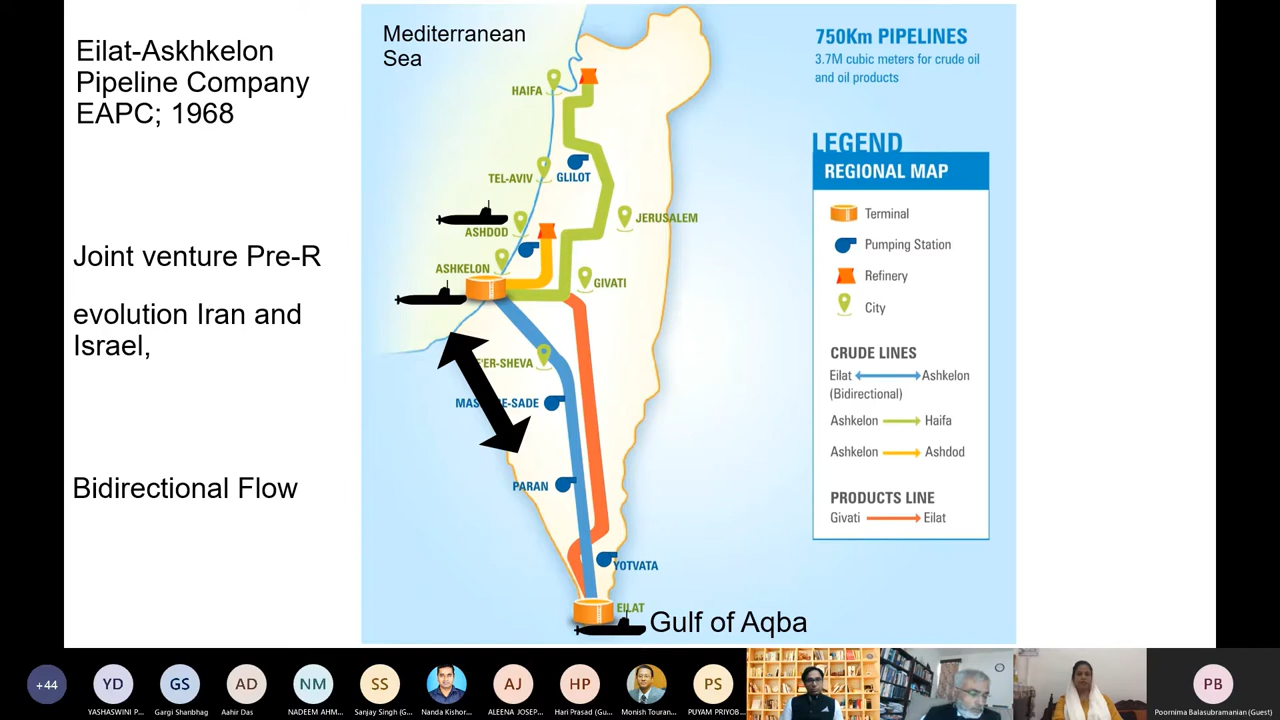 Eilat-Askhkelon
Pipeline Company
EAPC; 1968
Joint venture Pre-R
evolution Iran and
Israel,
Bidirectional Flow
Mediterranean
Sea
HAIFA
TEL-AVIV
GLILOT
JERUSALEM
ASHDOD
ASHKELON
GIVATI
'ER-SHEVA
PARAN
YOTVATA
EILAT
Gulf of Aqba
750Km PIPELINES
3.7M cubic meters for crude oil
and oil products
LEGEND
REGIONAL MAP
Terminal
Pumping Station
Refinery
City
CRUDE LINES
Eilat Ashkelon
(Bidirectional)
Ashkelon Haifa
Ashkelon Ashdod
PRODUCTS LINE
Givati Eilat
+44
YD
GS
AD
NM
SS
AJ
HP
PS
PB
YASHASWINI P...
Gargi Shanbhag
Aahir Das
NADEEM AHM...
Sanjay Singh (G...
Nanda Kishor...
ALEENA JOSEP...
Hari Prasad (Gu...
Monish Touran...
PUYAM PRIYOB...
Poornima Balasubramanian (Guest)